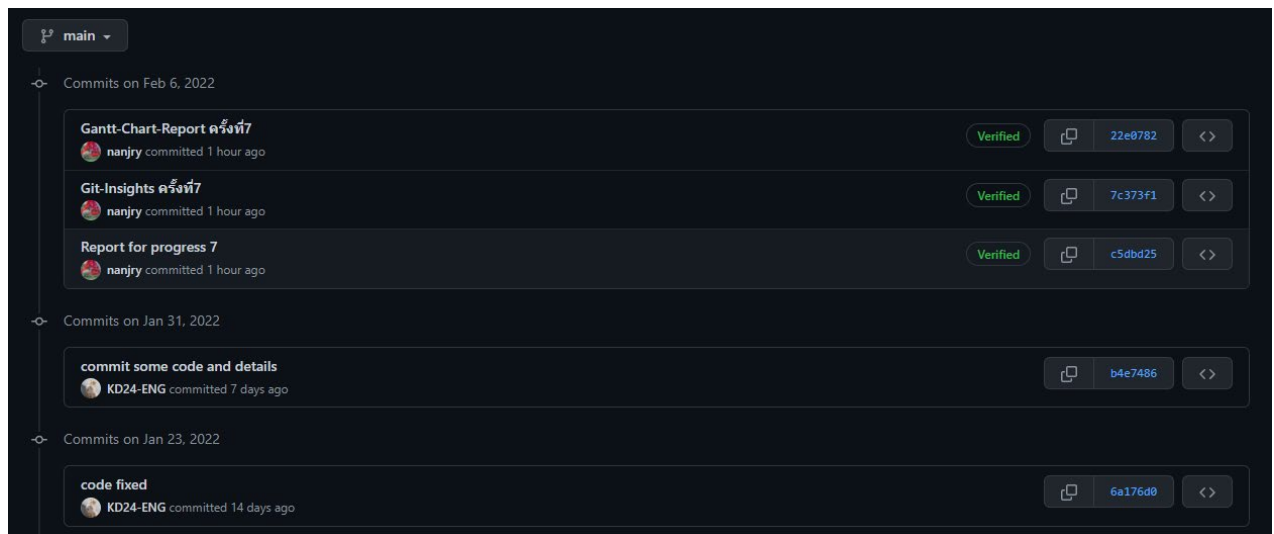 main
Commits on Feb 6, 2022
Gantt-Chart-Report ครั้งที่7
nanjry committed 1 hour ago
Verified
22e0782
Git-Insights ครั้งที่7
nanjry committed 1 hour ago
Verified
7c373f1
Report for progress 7
nanjry committed 1 hour ago
Verified
c5dbd25
Commits on Jan 31, 2022
commit some code and details
KD24-ENG committed 7 days ago
b4e7486
Commits on Jan 23, 2022
code fixed
KD24-ENG committed 14 days ago
6a176d0